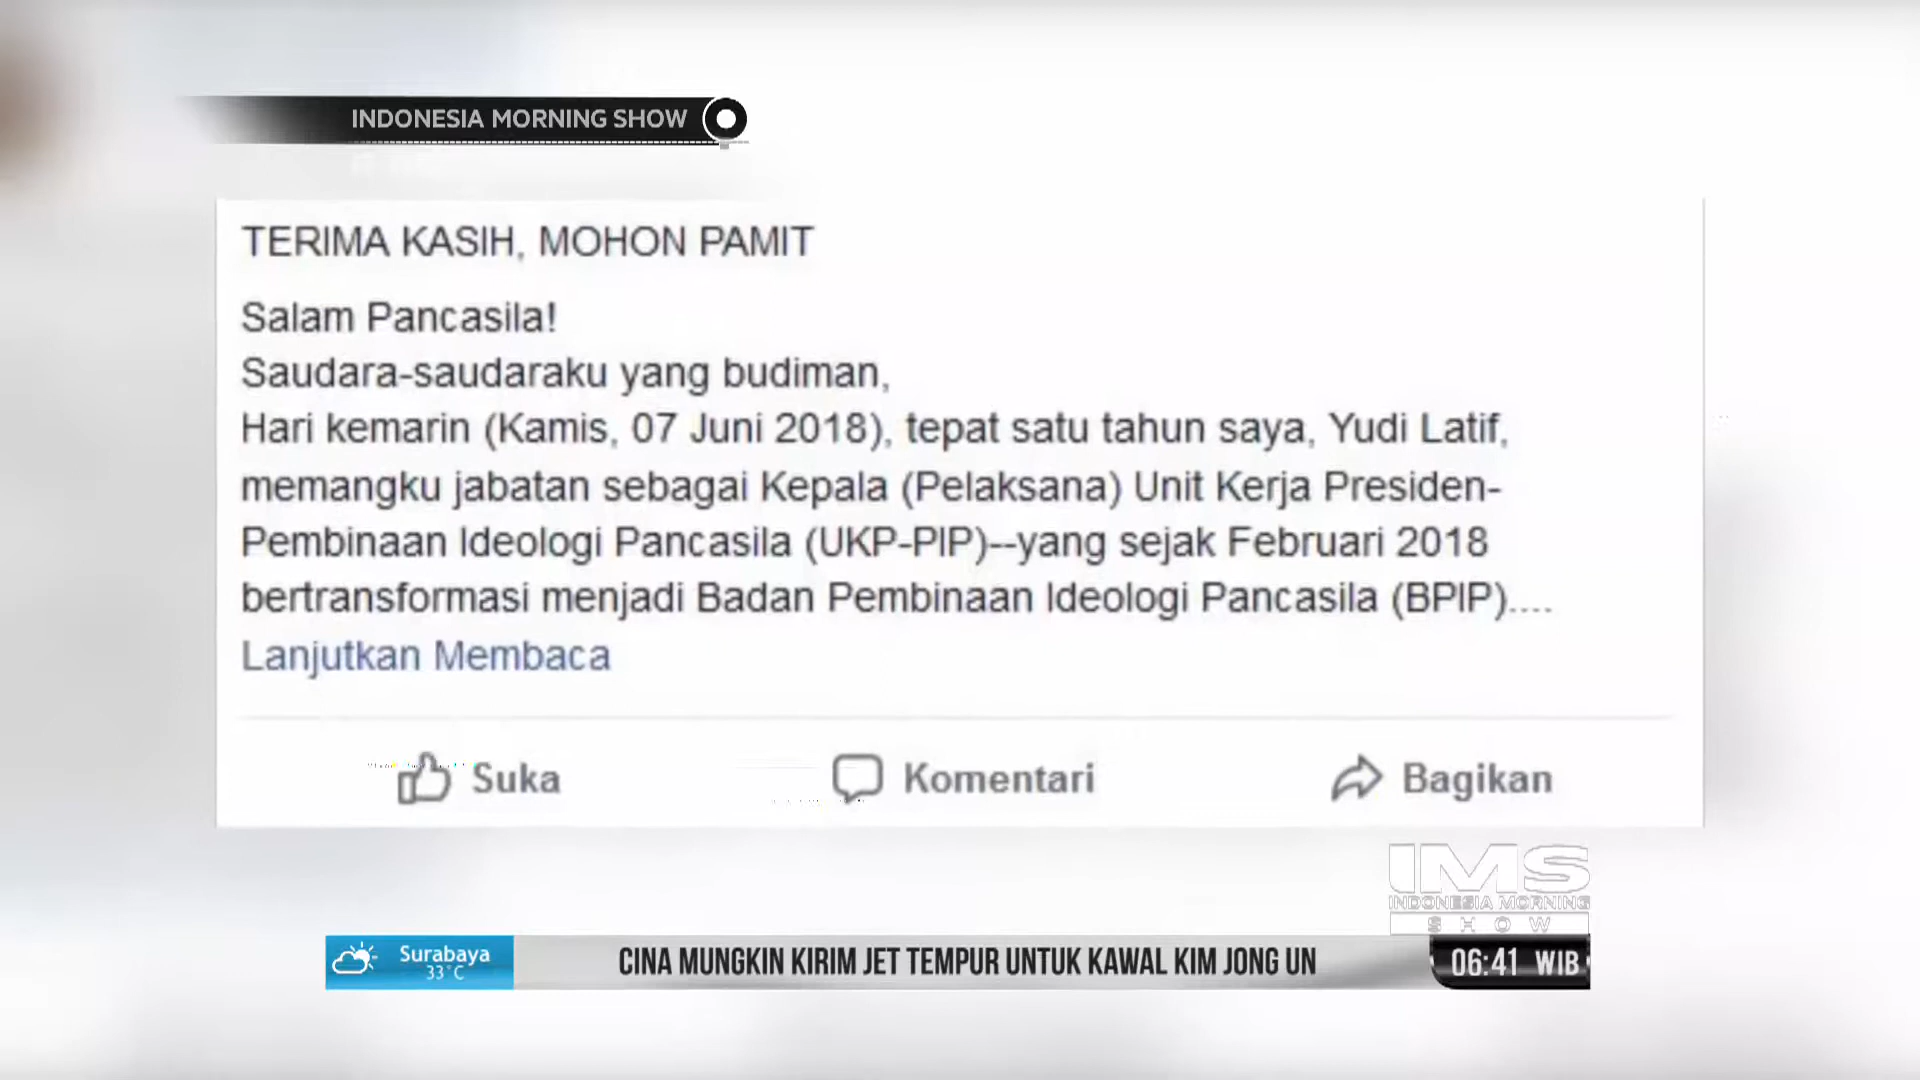 INDONESIA MORNING SHOW
TERIMA KASIH, MOHON PAMIT
Salam Pancasila!
Saudara-saudaraku yang budiman,
Hari kemarin (Kamis, 07 Juni 2018), tepat satu tahun saya, Yudi Latif,
memangku jabatan sebagai Kepala (Pelaksana) Unit Kerja Presiden-
Pembinaan Ideologi Pancasila (UKP-PIP)--yang sejak Februari 2018
bertransformasi menjadi Badan Pembinaan Ideologi Pancasila (BPIP)....
Lanjutkan Membaca
Suka Komentari Bagikan
IMS
INDONESIA MORNING
SHOW
Surabaya
33°C
CINA MUNGKIN KIRIM JET TEMPUR UNTUK KAWAL KIM JONG UN
06:41 WIB